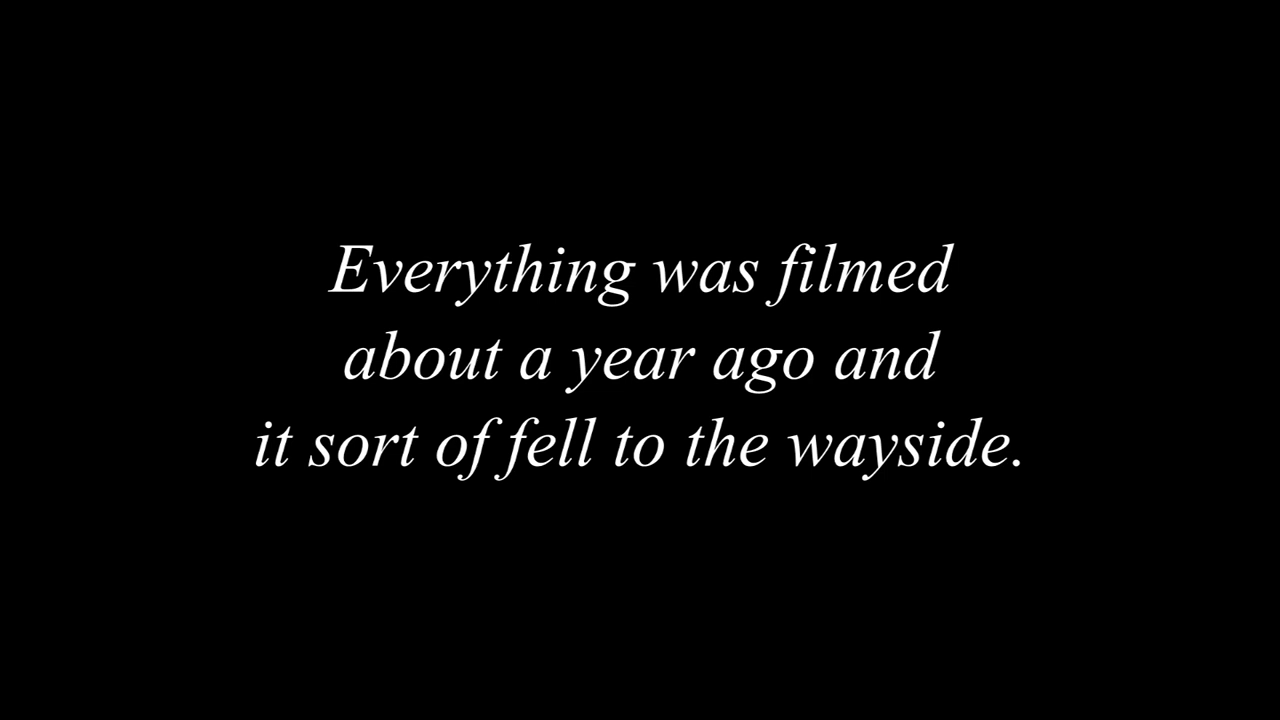 Everything was filmed
about a year ago and
it sort of fell to the wayside.